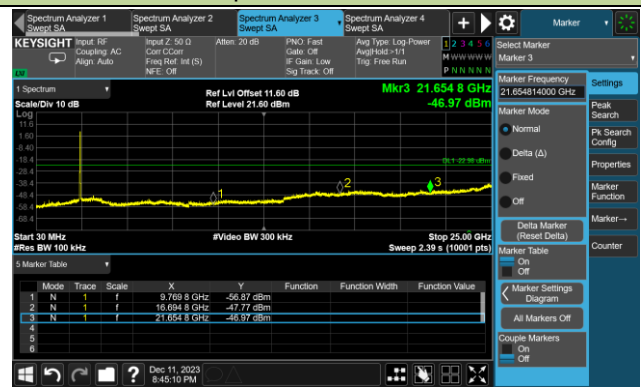 Spectrum Analyzer 1
Swept SA
Spectrum Analyzer 2
Swept SA
Spectrum Analyzer 3
Swept SA
Spectrum Analyzer 4
Swept SA
+
Marker
KEYSIGHT
LW
Input: RF
Coupling: AC
Align: Auto
Input Z: 50 Ω
Corr CCorr
Freq Ref: Int (S)
NFE: Off
Atten: 20 dB
PNO: Fast
Gate: Off
IF Gain: Low
Sig Track: Off
Avg Type: Log-Power
Avg|Hold:>1/1
Trig: Free Run
1 2 3 4 5 6
M W W W W W
P N N N N N
Select Marker
Marker 3
1 Spectrum
Scale/Div 10 dB
Ref Lvl Offset 11.60 dB
Ref Level 21.60 dBm
Mkr3 21.654 8 GHz
-46.97 dBm
Log
11.6
1.60
-8.40
-18.4
-28.4
-38.4
-48.4
-58.4
-68.4
DL1 -22.98 dBm
1
2
3
Start 30 MHz
#Res BW 100 kHz
#Video BW 300 kHz
Stop 25.00 GHz
Sweep 2.39 s (10001 pts)
5 Marker Table
Mode Trace Scale X Y Function Function Width Function Value
1 N 1 f 9.769 8 GHz -56.87 dBm
2 N 1 f 16.694 8 GHz -47.77 dBm
3 N 1 f 21.654 8 GHz -46.97 dBm
4
5
6
Marker Frequency
21.654814000 GHz
Marker Mode
Normal
Delta (Δ)
Fixed
Off
Delta Marker
(Reset Delta)
Marker Table
On
Off
Marker Settings
Diagram
All Markers Off
Couple Markers
On
Off
Settings
Peak
Search
Pk Search
Config
Properties
Marker
Function
Marker→
Counter
?
Dec 11, 2023
8:45:10 PM